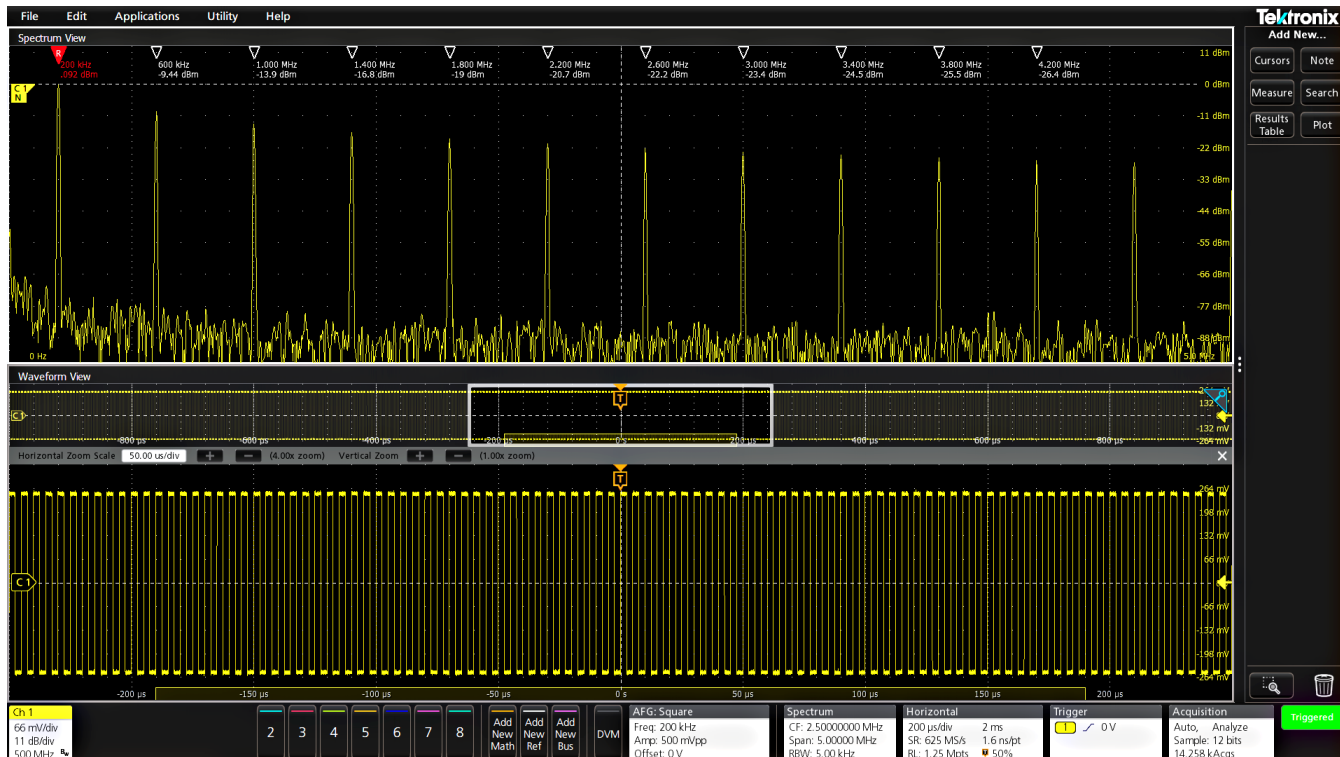 File Edit Applications Utility Help
Tektronix
Add New...
Cursors Note
Measure Search
Results Table Plot
Spectrum View
R
200 kHz 600 kHz 1.000 MHz 1.400 MHz 1.800 MHz 2.200 MHz 2.600 MHz 3.000 MHz 3.400 MHz 3.800 MHz 4.200 MHz
.092 dBm -9.44 dBm -13.9 dBm -16.8 dBm -19 dBm -20.7 dBm -22.2 dBm -23.4 dBm -24.5 dBm -25.5 dBm -26.4 dBm
11 dBm
C 1
N
0 dBm
-11 dBm
-22 dBm
-33 dBm
-44 dBm
-55 dBm
-66 dBm
-77 dBm
-88 dBm
0 Hz 5.0 MHz
Waveform View
T
C1
132
-132 mV
-264 mV
-800 µs -600 µs -400 µs -200 µs 0 s 200 µs 400 µs 600 µs 800 µs
Horizontal Zoom Scale 50.00 us/div + - (4.00x zoom) Vertical Zoom + - (1.00x zoom)
T
264 mV
198 mV
132 mV
66 mV
C 1
-66 mV
-132 mV
-198 mV
-264 mV
-200 µs -150 µs -100 µs -50 µs 0 s 50 µs 100 µs 150 µs 200 µs
Ch 1
66 mV/div
11 dB/div
500 MHz Bw
2 3 4 5 6 7 8
Add New Math
Add New Ref
Add New Bus
DVM
AFG: Square
Freq: 200 kHz
Amp: 500 mVpp
Offset: 0 V
Spectrum
CF: 2.50000000 MHz
Span: 5.00000 MHz
RBW: 5.00 kHz
Horizontal
200 µs/div 2 ms
SR: 625 MS/s 1.6 ns/pt
RL: 1.25 Mpts 50%
Trigger
1 0 V
Acquisition
Auto, Analyze
Sample: 12 bits
14.258 kAcqs
Triggered